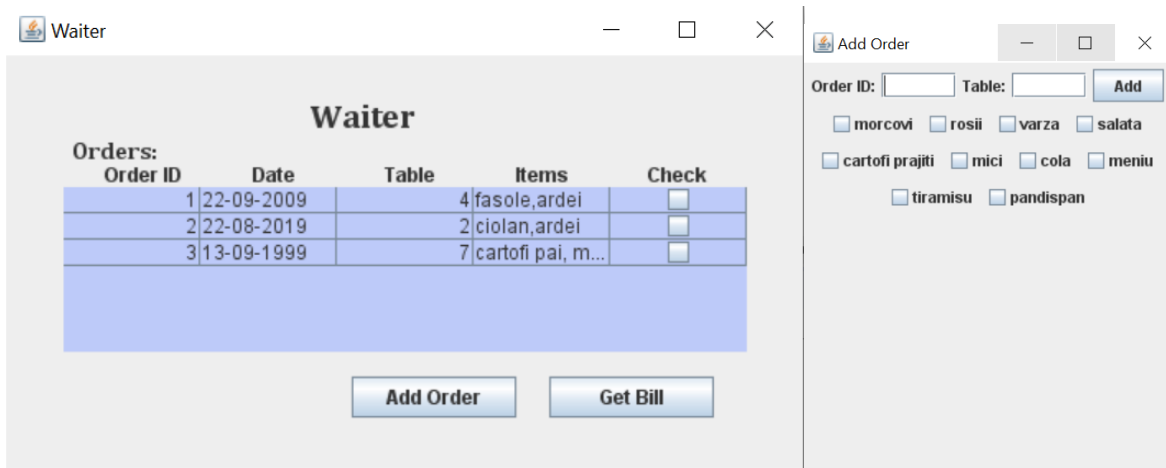 Waiter
Waiter
Orders:
Order ID Date Table Items Check
1 22-09-2009 4 fasole,ardei
2 22-08-2019 2 ciolan,ardei
3 13-09-1999 7 cartofi pai, m...
Add Order Get Bill
Add Order
Order ID: Table: Add
morcovi rosii varza salata
cartofi prajiti mici cola meniu
tiramisu pandispan